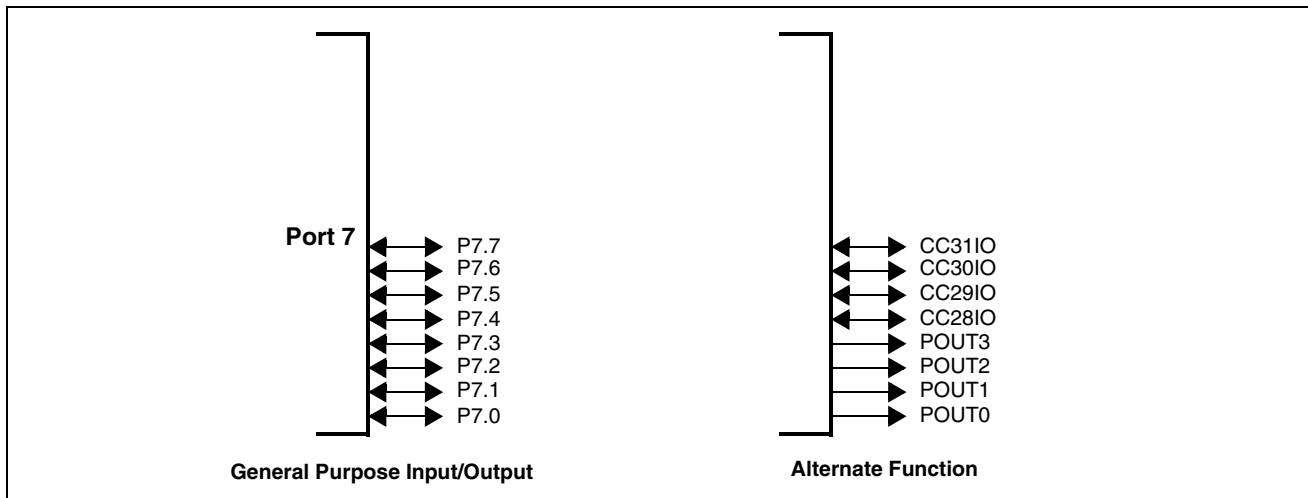 Port 7
P7.7
P7.6
P7.5
P7.4
P7.3
P7.2
P7.1
P7.0
General Purpose Input/Output
CC31IO
CC30IO
CC29IO
CC28IO
POUT3
POUT2
POUT1
POUT0
Alternate Function